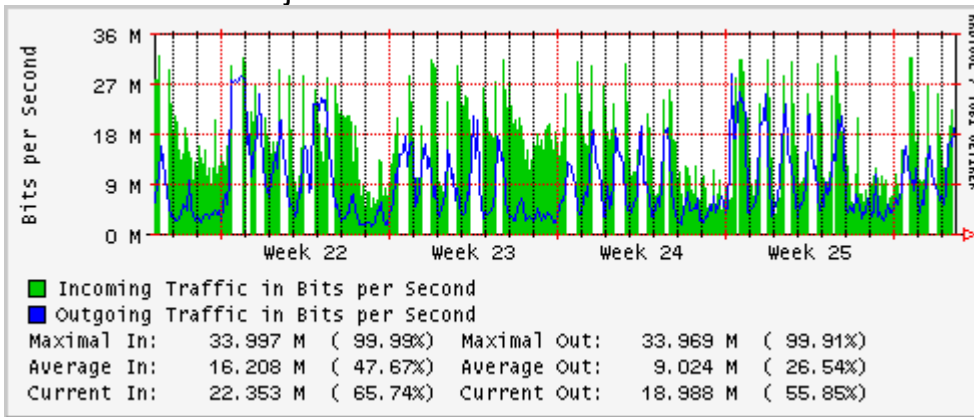 Bits per Second
36 M
27 M
18 M
9 M
0 M
Week 22 Week 23 Week 24 Week 25
Incoming Traffic in Bits per Second
Outgoing Traffic in Bits per Second
Maximal In: 33.997 M ( 99.99%) Maximal Out: 33.969 M ( 99.91%)
Average In: 16.208 M ( 47.67%) Average Out: 9.024 M ( 26.54%)
Current In: 22.353 M ( 65.74%) Current Out: 18.988 M ( 55.85%)